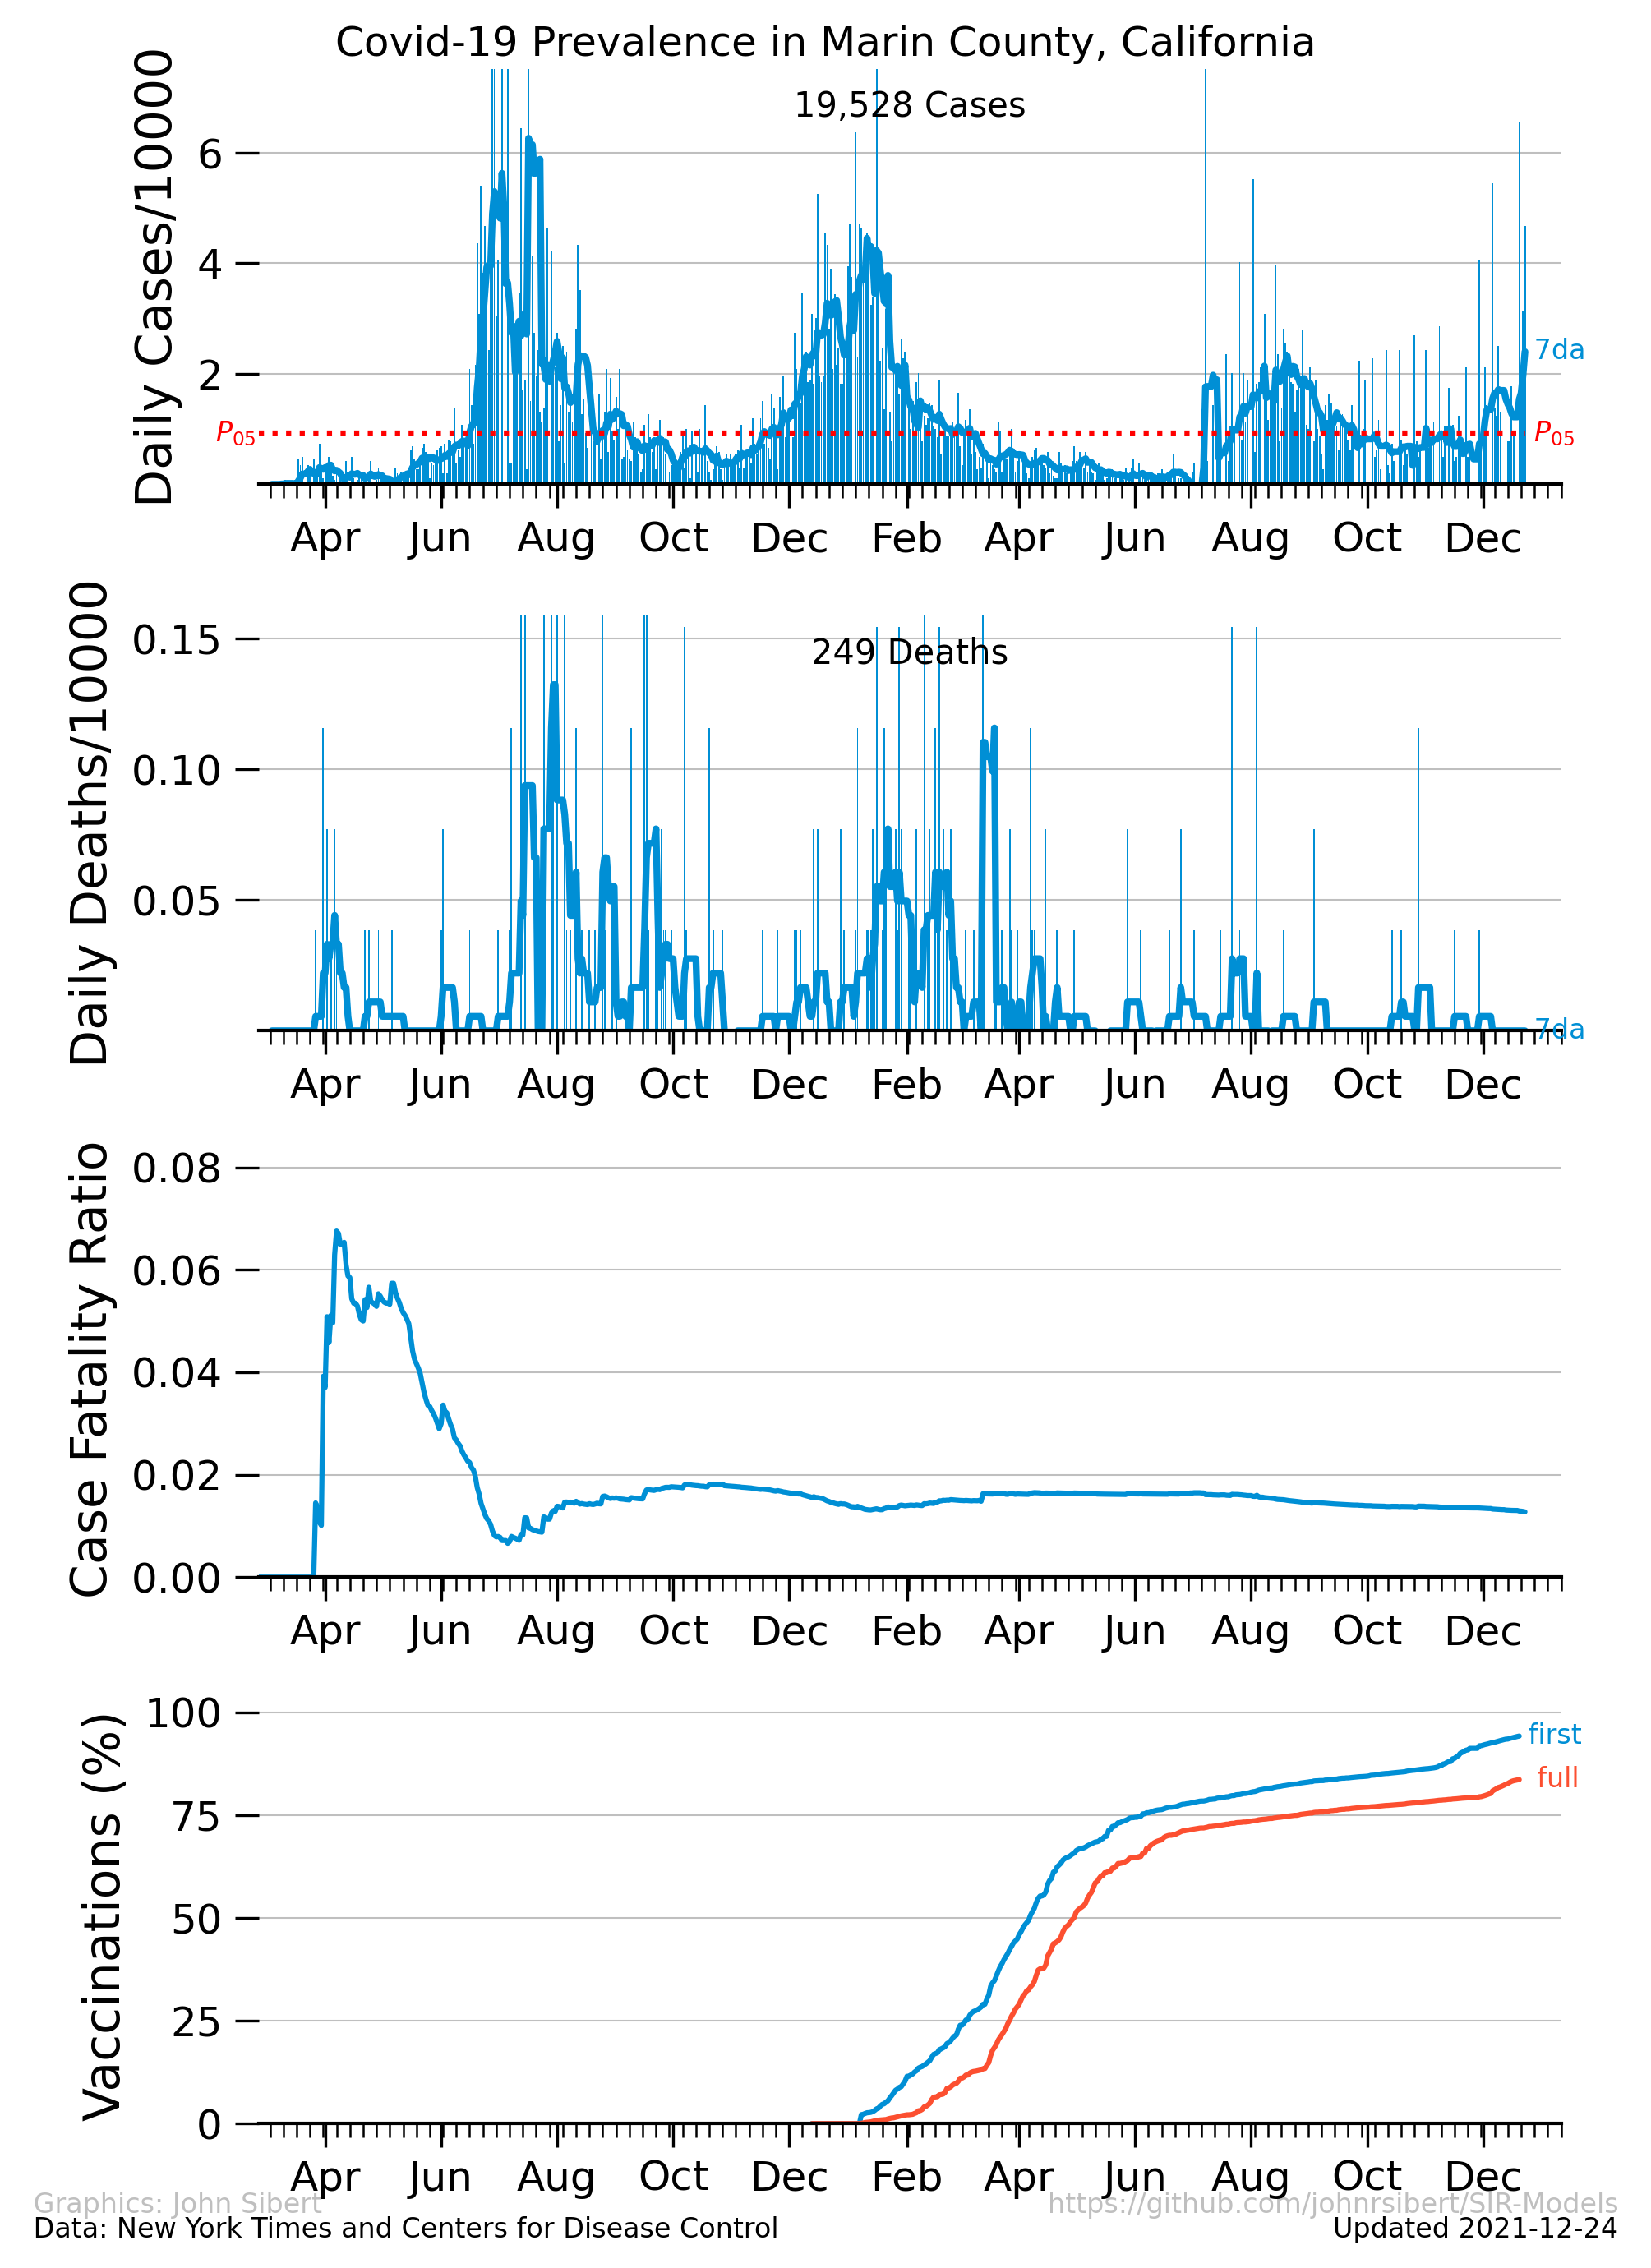 Covid-19 Prevalence in Marin County, California
Daily Cases/10000
19,528 Cases
6
4
2
7da
P05
P05
Apr Jun Aug Oct Dec Feb Apr Jun Aug Oct Dec
Daily Deaths/10000
249 Deaths
0.15
0.10
0.05
7da
Apr Jun Aug Oct Dec Feb Apr Jun Aug Oct Dec
Case Fatality Ratio
0.08
0.06
0.04
0.02
0.00
Apr Jun Aug Oct Dec Feb Apr Jun Aug Oct Dec
Vaccinations (%)
100
75
50
25
0
first
full
Apr Jun Aug Oct Dec Feb Apr Jun Aug Oct Dec
Graphics: John Sibert
https://github.com/johnrsibert/SIR-Models
Data: New York Times and Centers for Disease Control
Updated 2021-12-24